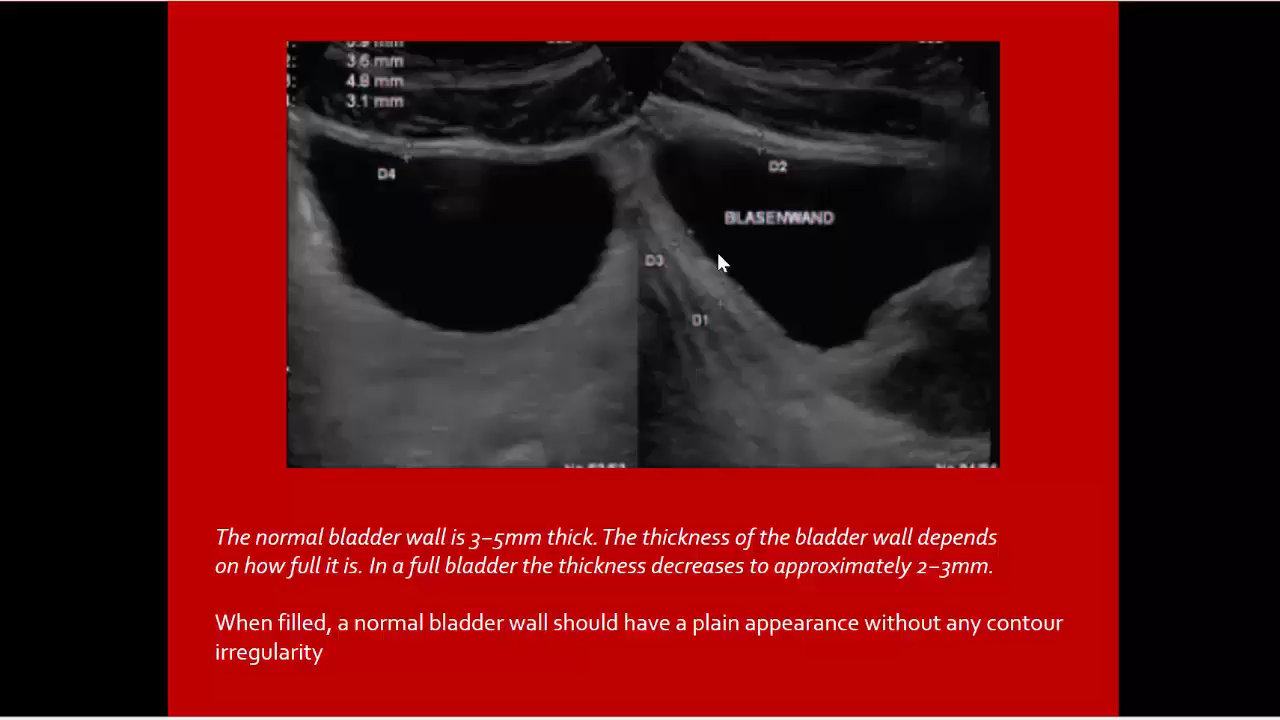 3.6 mm
4.8 mm
3.1 mm
D4
D2
BLASENWAND
D3
D1
The normal bladder wall is 3–5mm thick. The thickness of the bladder wall depends
on how full it is. In a full bladder the thickness decreases to approximately 2–3mm.
When filled, a normal bladder wall should have a plain appearance without any contour
irregularity